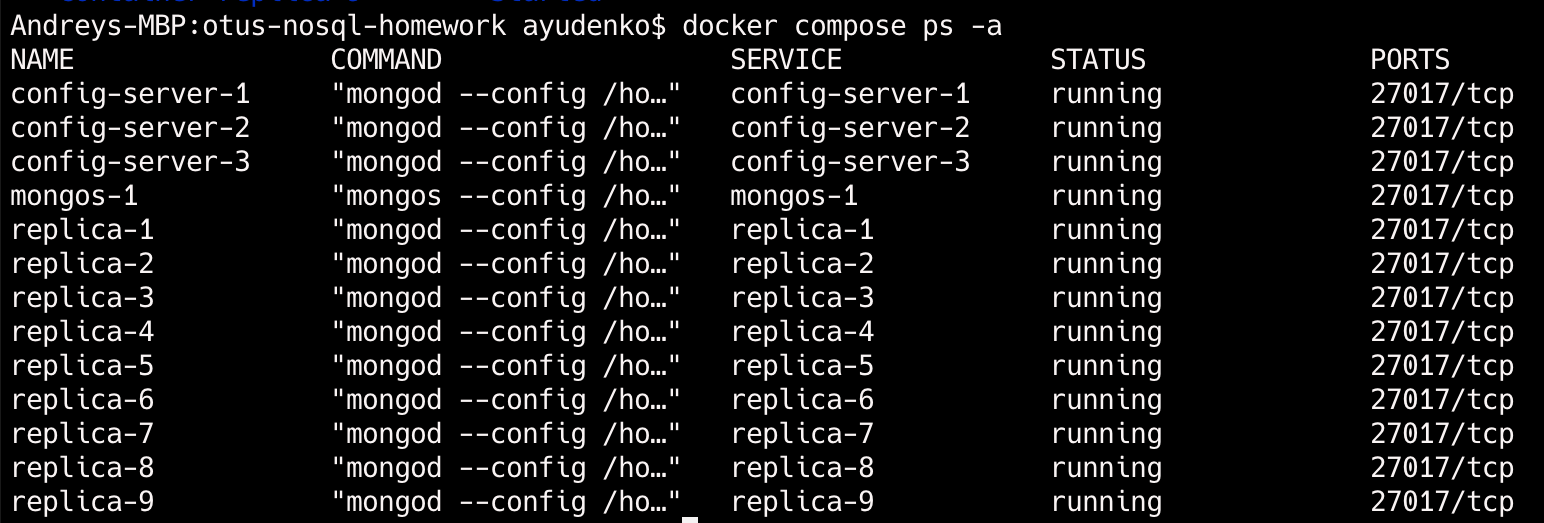 Container replica-8 Started
Andreys-MBP:otus-nosql-homework ayudenko$ docker compose ps -a
NAME COMMAND SERVICE STATUS PORTS
config-server-1 "mongod --config /ho…" config-server-1 running 27017/tcp
config-server-2 "mongod --config /ho…" config-server-2 running 27017/tcp
config-server-3 "mongod --config /ho…" config-server-3 running 27017/tcp
mongos-1 "mongos --config /ho…" mongos-1 running 27017/tcp
replica-1 "mongod --config /ho…" replica-1 running 27017/tcp
replica-2 "mongod --config /ho…" replica-2 running 27017/tcp
replica-3 "mongod --config /ho…" replica-3 running 27017/tcp
replica-4 "mongod --config /ho…" replica-4 running 27017/tcp
replica-5 "mongod --config /ho…" replica-5 running 27017/tcp
replica-6 "mongod --config /ho…" replica-6 running 27017/tcp
replica-7 "mongod --config /ho…" replica-7 running 27017/tcp
replica-8 "mongod --config /ho…" replica-8 running 27017/tcp
replica-9 "mongod --config /ho…" replica-9 running 27017/tcp